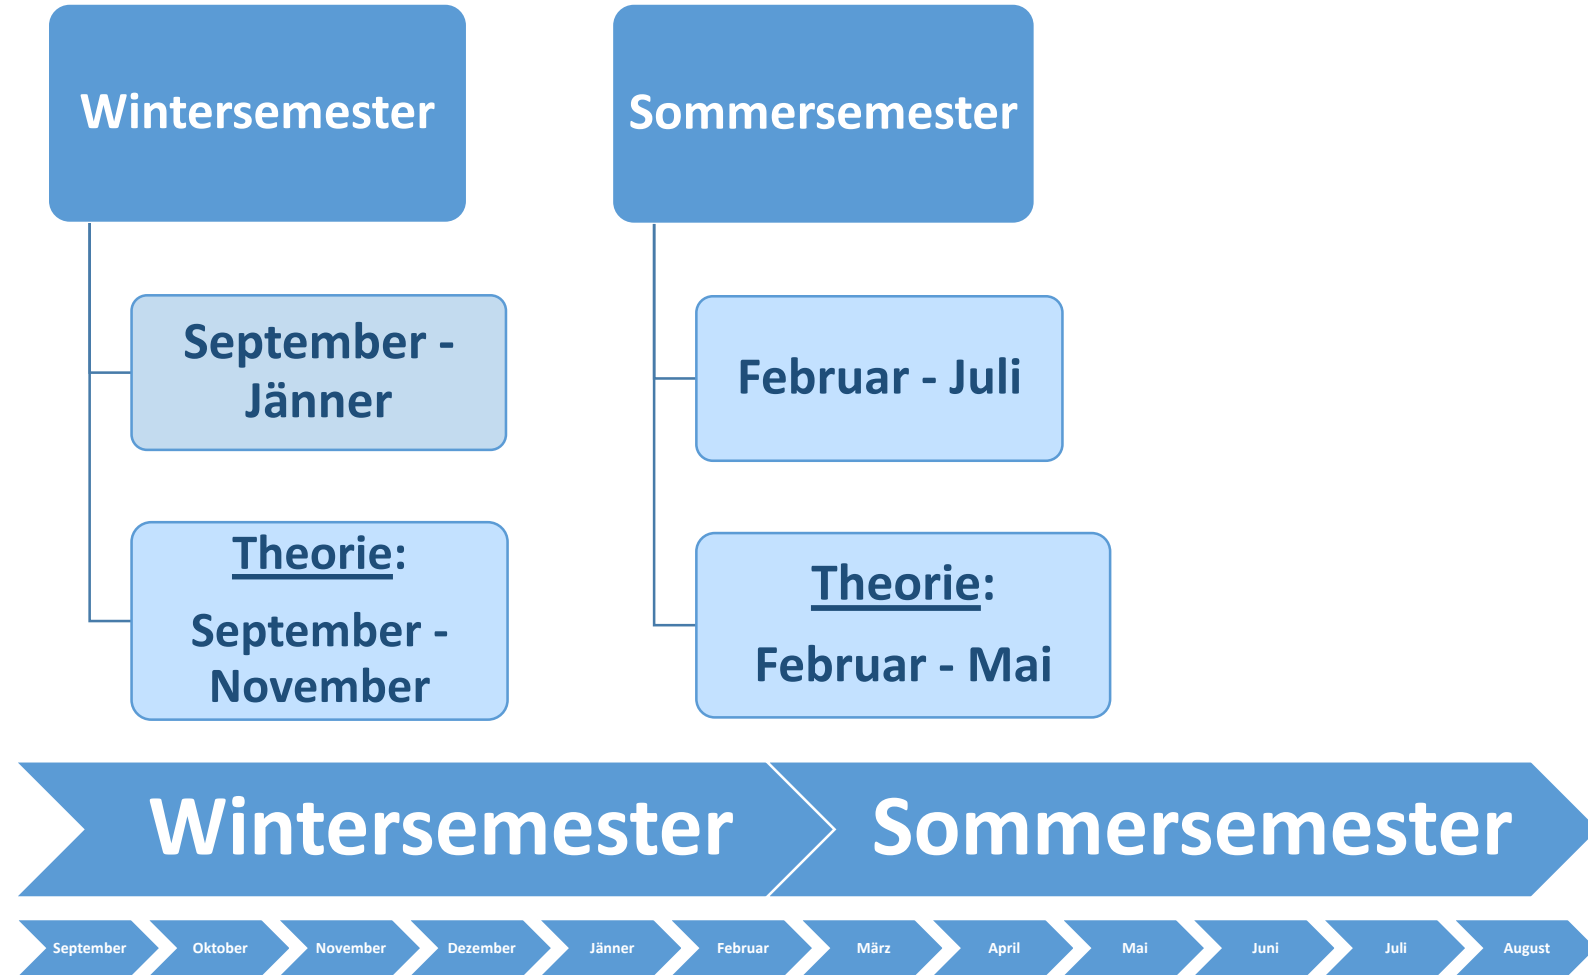 Wintersemester
September -
Jänner
Theorie:
September -
November
Sommersemester
Februar - Juli
Theorie:
Februar - Mai
Wintersemester
Sommersemester
September
Oktober
November
Dezember
Jänner
Februar
März
April
Mai
Juni
Juli
August